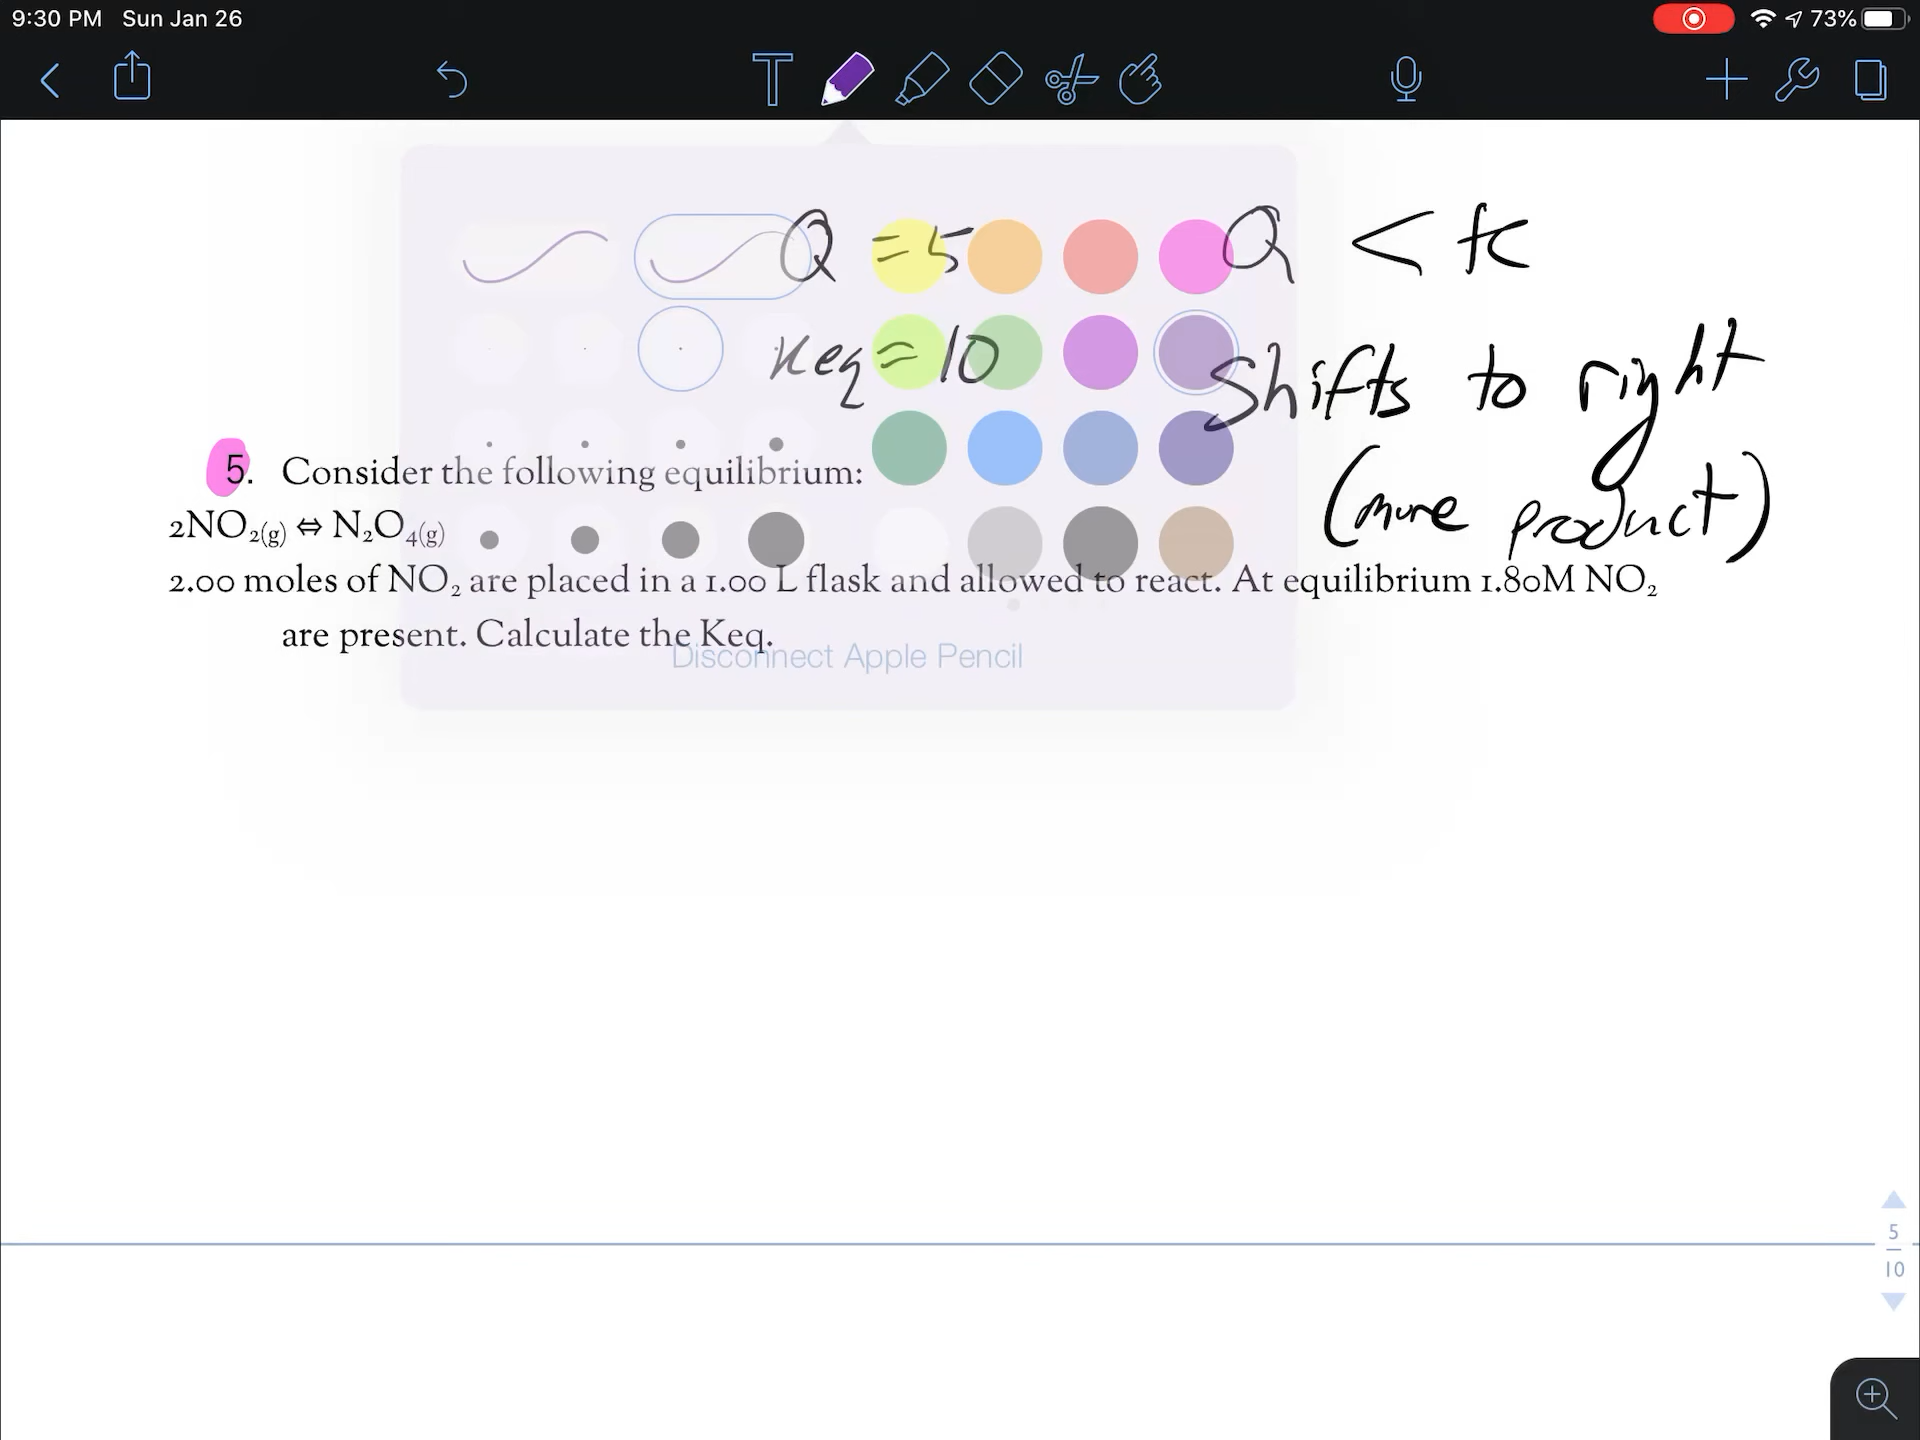 9:30 PM Sun Jan 26
73%
T
Q = 5
Q < K
Keq = 10
Shifts to right
(more product)
5. Consider the following equilibrium:
2NO₂(g) ⇔ N₂O₄(g)
2.00 moles of NO₂ are placed in a 1.00 L flask and allowed to react. At equilibrium 1.80M NO₂
are present. Calculate the Keq.
Disconnect Apple Pencil
5
10